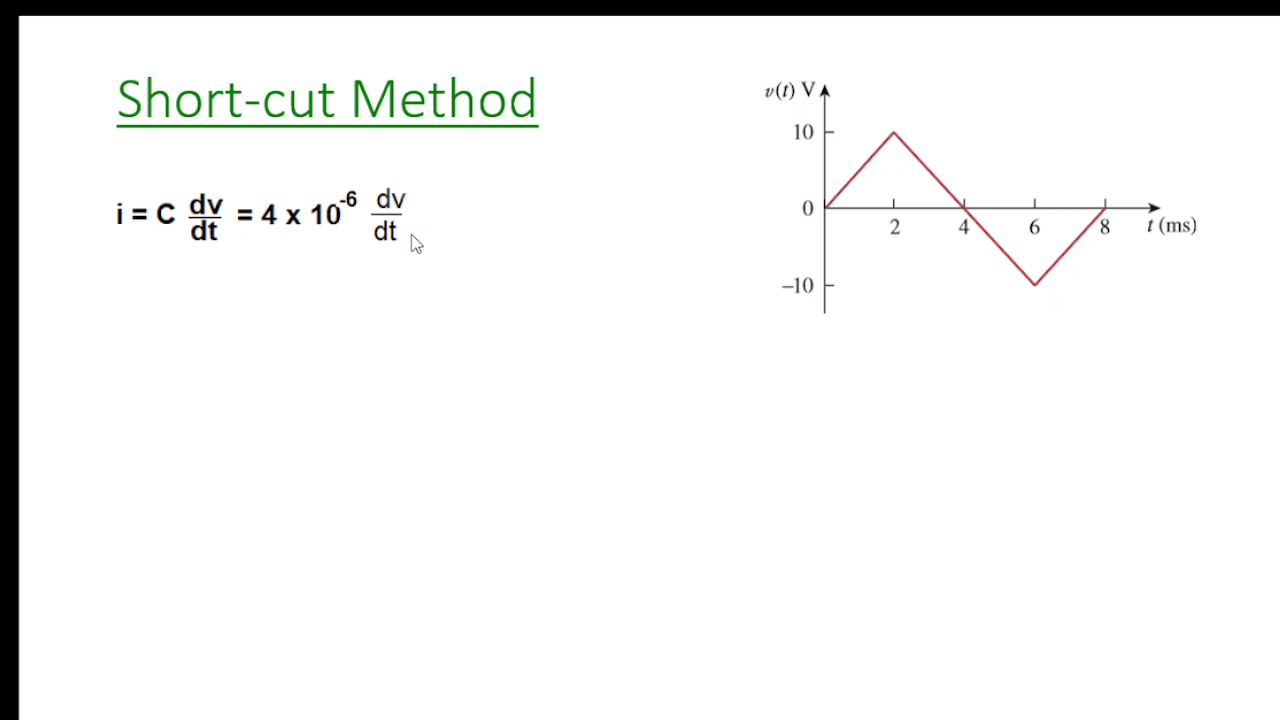 Short-cut Method
i = C dv/dt = 4 x 10^-6 dv/dt
v(t) V
10
0
-10
2 4 6 8 t (ms)